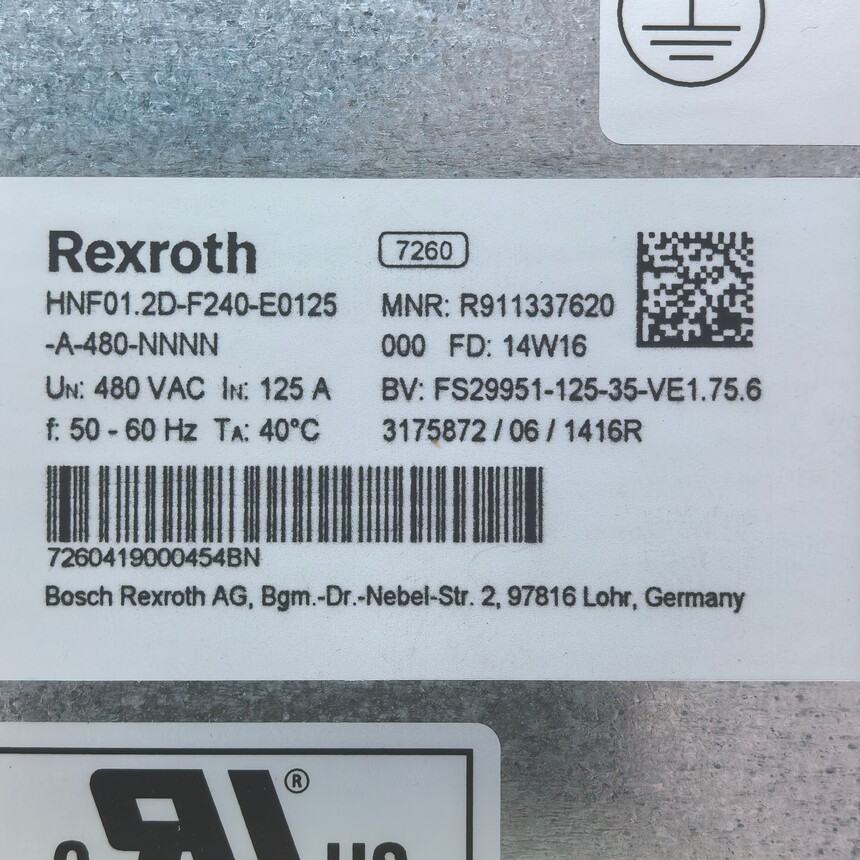 Rexroth
7260
HNF01.2D-F240-E0125
-A-480-NNNN
MNR: R911337620
000 FD: 14W16
UN: 480 VAC IN: 125 A
BV: FS29951-125-35-VE1.75.6
f: 50 - 60 Hz TA: 40°C
3175872 / 06 / 1416R
7260419000454BN
Bosch Rexroth AG, Bgm.-Dr.-Nebel-Str. 2, 97816 Lohr, Germany
®